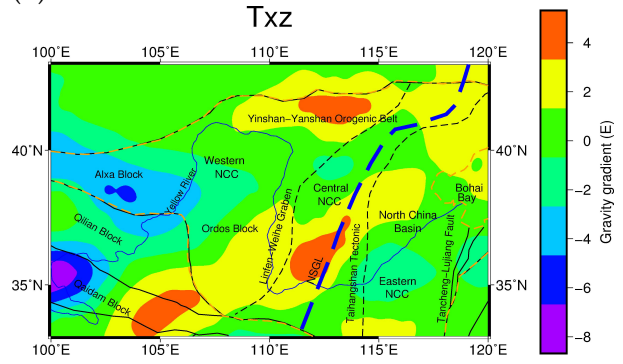 Txz
100°E 105°E 110°E 115°E 120°E
Yinshan−Yanshan Orogenic Belt
40°N 40°N
Western
NCC
Alxa Block
Central
NCC
Bohai
Bay
Yellow River
Qilian Block
Ordos Block
North China
Basin
Linfen−Weihe Graben
NSGL
Taihangshan Tectonic
Tancheng−Lujiang Fault
35°N 35°N
Eastern
NCC
Qaidam Block
100°E 105°E 110°E 115°E 120°E
4
2
0
−2
−4
−6
−8
Gravity gradient (E)